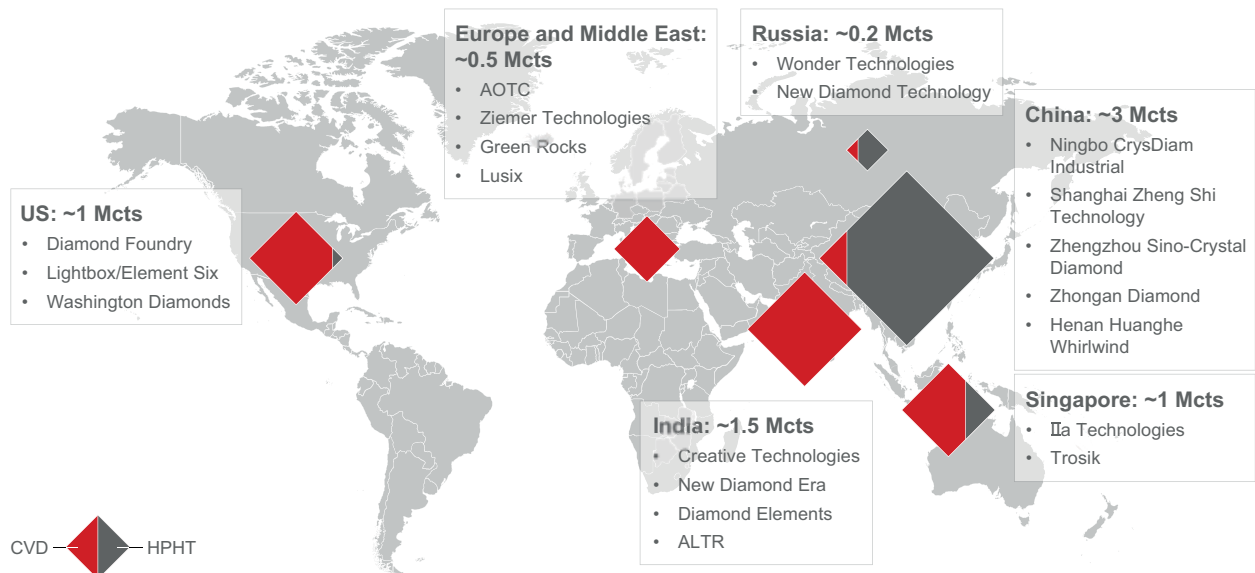 Europe and Middle East:
~0.5 Mcts
• AOTC
• Ziemer Technologies
• Green Rocks
• Lusix
Russia: ~0.2 Mcts
• Wonder Technologies
• New Diamond Technology
China: ~3 Mcts
• Ningbo CrysDiam
Industrial
• Shanghai Zheng Shi
Technology
• Zhengzhou Sino-Crystal
Diamond
• Zhongan Diamond
• Henan Huanghe
Whirlwind
US: ~1 Mcts
• Diamond Foundry
• Lightbox/Element Six
• Washington Diamonds
India: ~1.5 Mcts
• Creative Technologies
• New Diamond Era
• Diamond Elements
• ALTR
Singapore: ~1 Mcts
• Ⅱa Technologies
• Trosik
CVD
HPHT